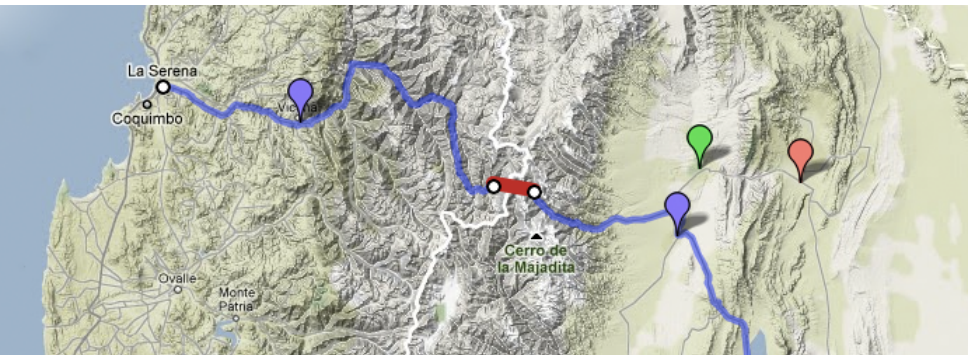 La Serena
Coquimbo
Vicuña
Cerro de
la Majadita
Ovalle
Monte
Patria